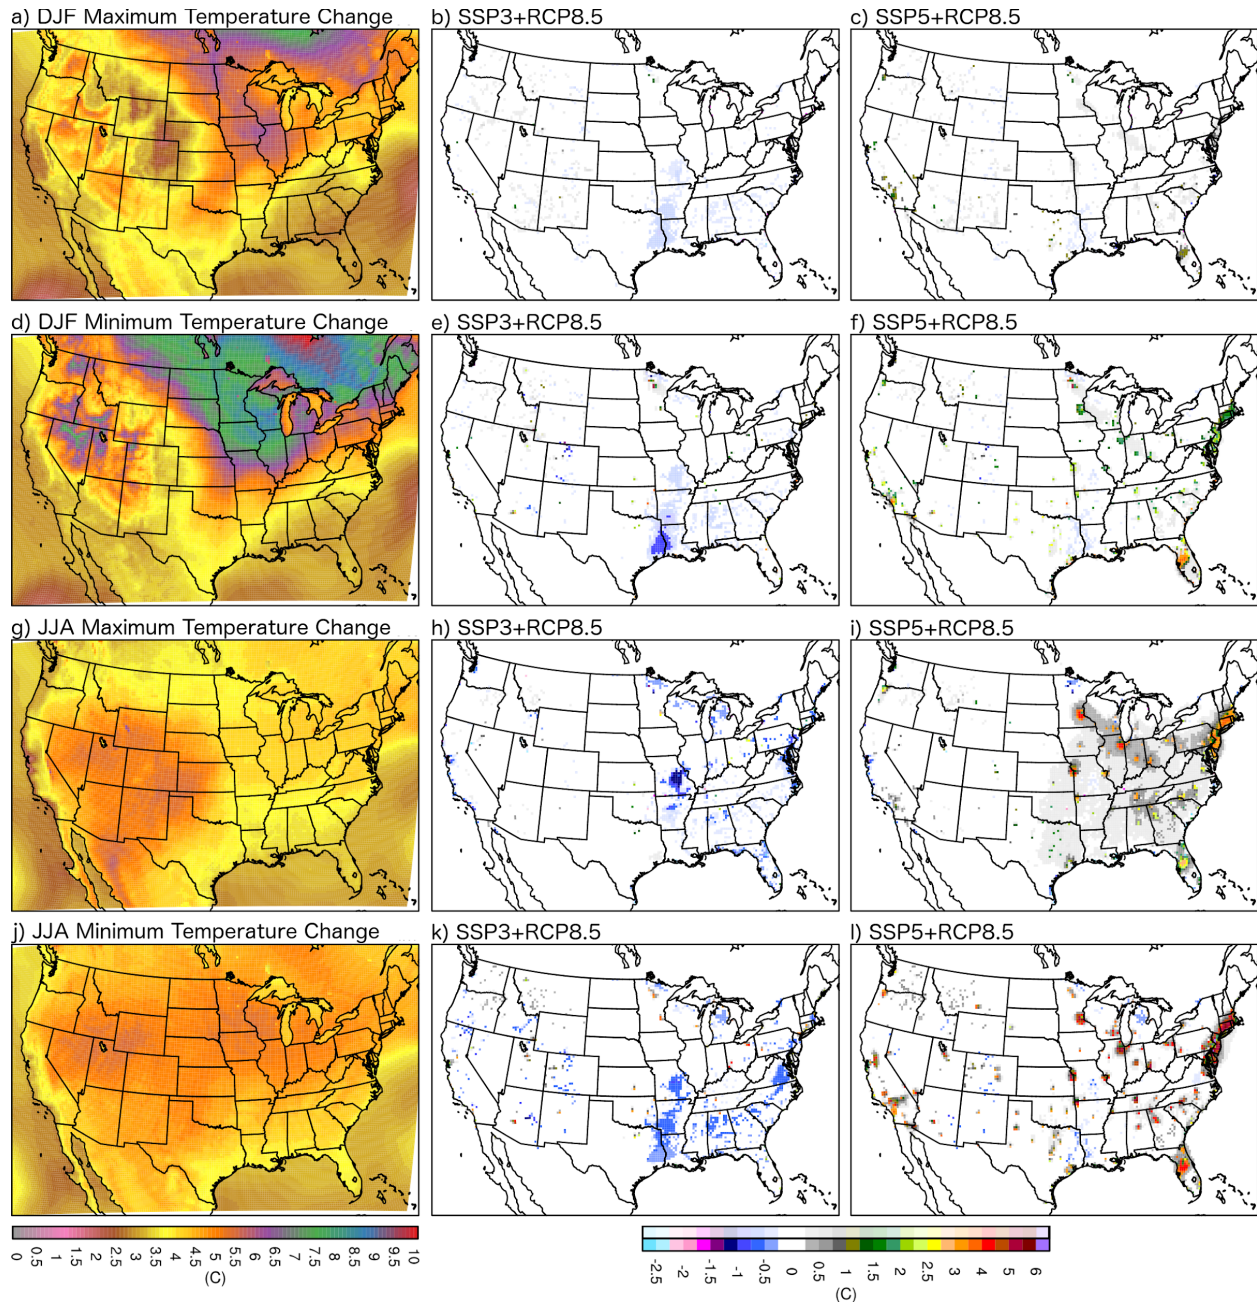 a) DJF Maximum Temperature Change
b) SSP3+RCP8.5
c) SSP5+RCP8.5
d) DJF Minimum Temperature Change
e) SSP3+RCP8.5
f) SSP5+RCP8.5
g) JJA Maximum Temperature Change
h) SSP3+RCP8.5
i) SSP5+RCP8.5
j) JJA Minimum Temperature Change
k) SSP3+RCP8.5
l) SSP5+RCP8.5
0 0.5 1 1.5 2 2.5 3 3.5 4 4.5 5 5.5 6 6.5 7 7.5 8 8.5 9 9.5 10
(C)
-2.5 -2 -1.5 -1 -0.5 0 0.5 1 1.5 2 2.5 3 4 5 6
(C)